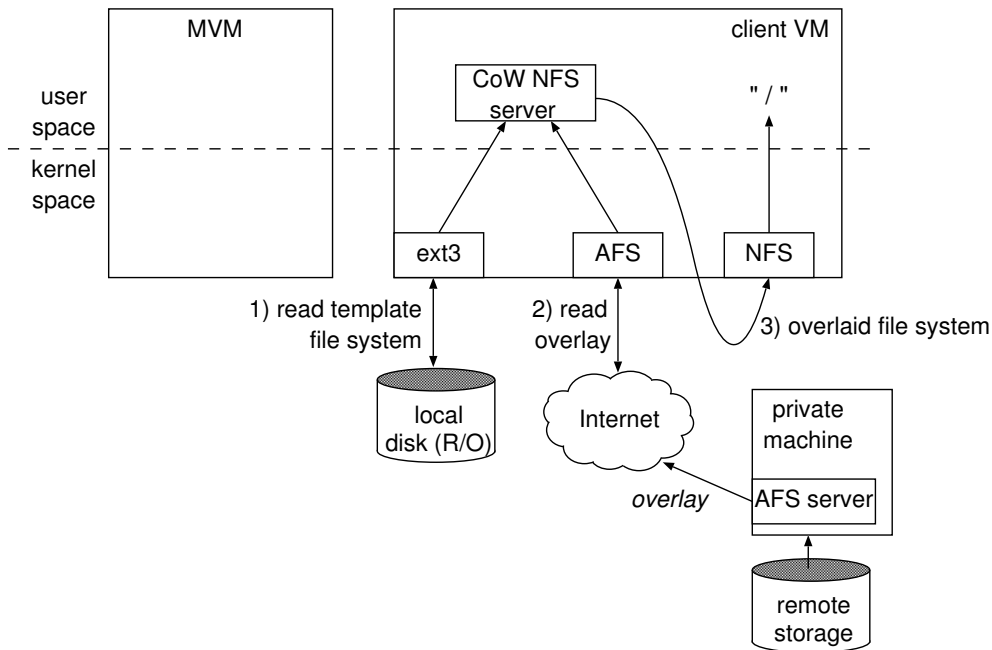 MVM
client VM
user
space
kernel
space
CoW NFS
server
" / "
ext3
AFS
NFS
1) read template
file system
2) read
overlay
3) overlaid file system
local
disk (R/O)
Internet
private
machine
overlay
AFS server
remote
storage